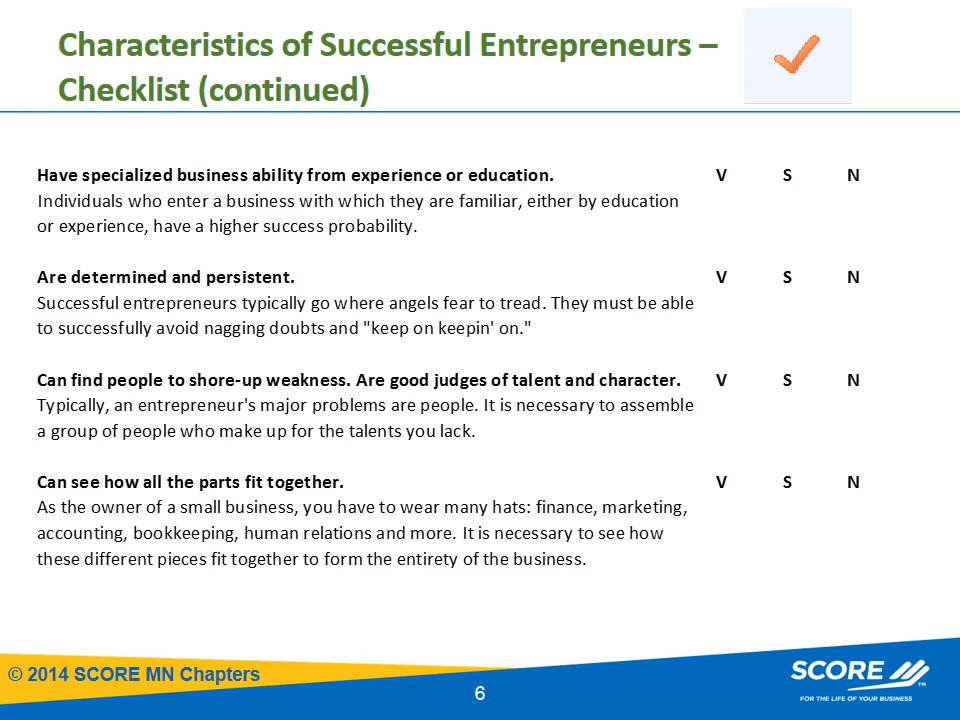 Characteristics of Successful Entrepreneurs –
Checklist (continued)
Have specialized business ability from experience or education. V S N
Individuals who enter a business with which they are familiar, either by education
or experience, have a higher success probability.
Are determined and persistent. V S N
Successful entrepreneurs typically go where angels fear to tread. They must be able
to successfully avoid nagging doubts and "keep on keepin' on."
Can find people to shore-up weakness. Are good judges of talent and character. V S N
Typically, an entrepreneur's major problems are people. It is necessary to assemble
a group of people who make up for the talents you lack.
Can see how all the parts fit together. V S N
As the owner of a small business, you have to wear many hats: finance, marketing,
accounting, bookkeeping, human relations and more. It is necessary to see how
these different pieces fit together to form the entirety of the business.
© 2014 SCORE MN Chapters
6
SCORE ™
FOR THE LIFE OF YOUR BUSINESS